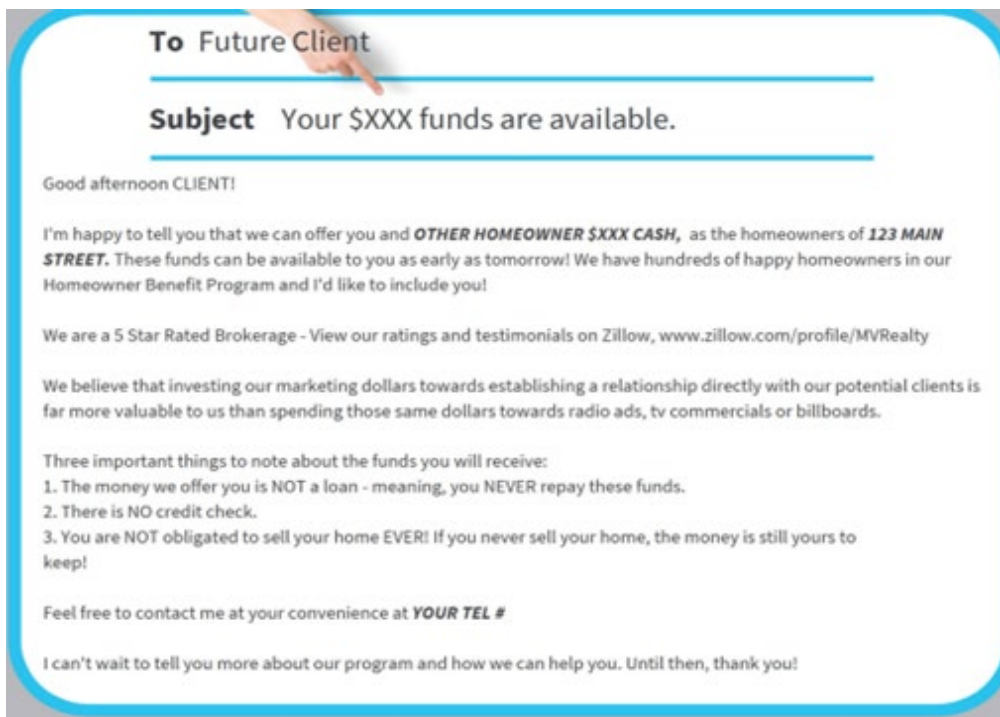 To Future Client
Subject Your $XXX funds are available.
Good afternoon CLIENT!
I'm happy to tell you that we can offer you and OTHER HOMEOWNER $XXX CASH, as the homeowners of 123 MAIN
STREET. These funds can be available to you as early as tomorrow! We have hundreds of happy homeowners in our
Homeowner Benefit Program and I'd like to include you!
We are a 5 Star Rated Brokerage - View our ratings and testimonials on Zillow, www.zillow.com/profile/MVRealty
We believe that investing our marketing dollars towards establishing a relationship directly with our potential clients is
far more valuable to us than spending those same dollars towards radio ads, tv commercials or billboards.
Three important things to note about the funds you will receive:
1. The money we offer you is NOT a loan - meaning, you NEVER repay these funds.
2. There is NO credit check.
3. You are NOT obligated to sell your home EVER! If you never sell your home, the money is still yours to
keep!
Feel free to contact me at your convenience at YOUR TEL #
I can't wait to tell you more about our program and how we can help you. Until then, thank you!